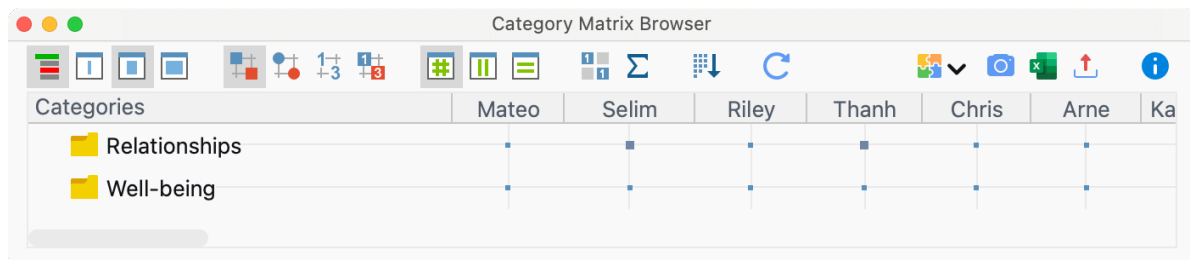 Category Matrix Browser
Categories Mateo Selim Riley Thanh Chris Arne Ka
Relationships
Well-being